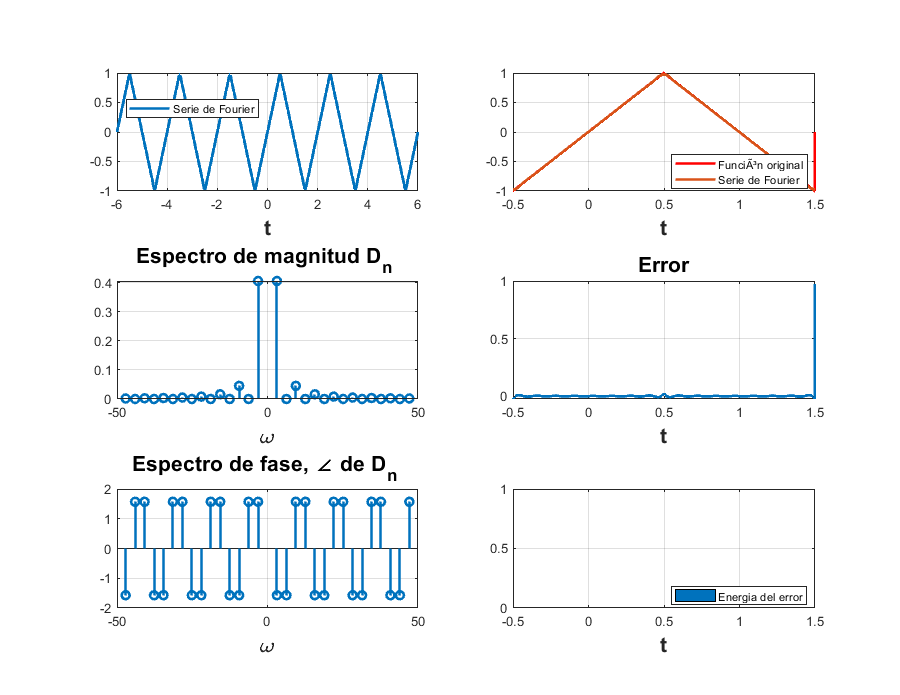 1
0.5
0
-0.5
-1
Serie de Fourier
-6 -4 -2 0 2 4 6
t
1
0.5
0
-0.5
-1
FunciÃ³n original
Serie de Fourier
-0.5 0 0.5 1 1.5
t
Espectro de magnitud Dn
0.4
0.3
0.2
0.1
0
-50 0 50
ω
Error
1
0.5
0
-0.5 0 0.5 1 1.5
t
Espectro de fase, ∠ de Dn
2
1
0
-1
-2
-50 0 50
ω
1
0.5
0
Energia del error
-0.5 0 0.5 1 1.5
t